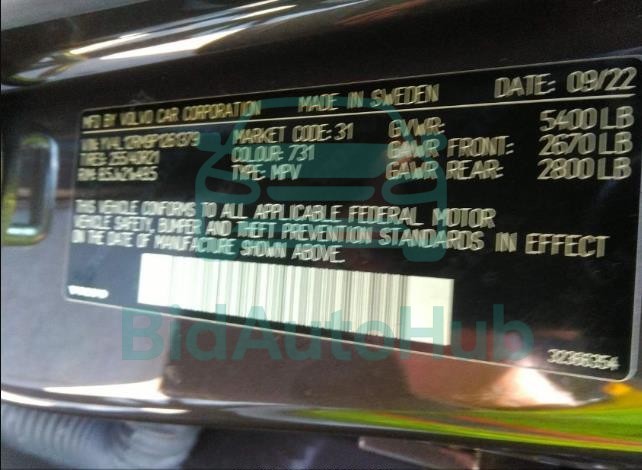 MFD BY VOLVO CAR CORPORATION MADE IN SWEDEN DATE: 09/22
MARKET CODE: 31 GVWR: 5400 LB
COLOUR: 731 GAWR FRONT: 2670 LB
TYPE: MPV GAWR REAR: 2800 LB
THIS VEHICLE CONFORMS TO ALL APPLICABLE FEDERAL MOTOR
VEHICLE SAFETY, BUMPER AND THEFT PREVENTION STANDARDS IN EFFECT
ON THE DATE OF MANUFACTURE SHOWN ABOVE.
BidAutoHub
32366354